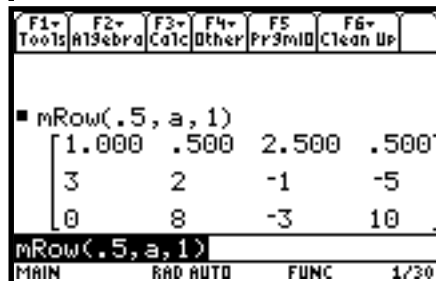 F1▾ F2▾ F3▾ F4▾ F5 F6▾
Tools Algebra Calc Other PrgmIO Clean Up
▪ mRow(.5, a, 1)
[1.000 .500 2.500 .500
3 2 -1 -5
0 8 -3 10
mRow(.5,a,1)
MAIN RAD AUTO FUNC 1/30